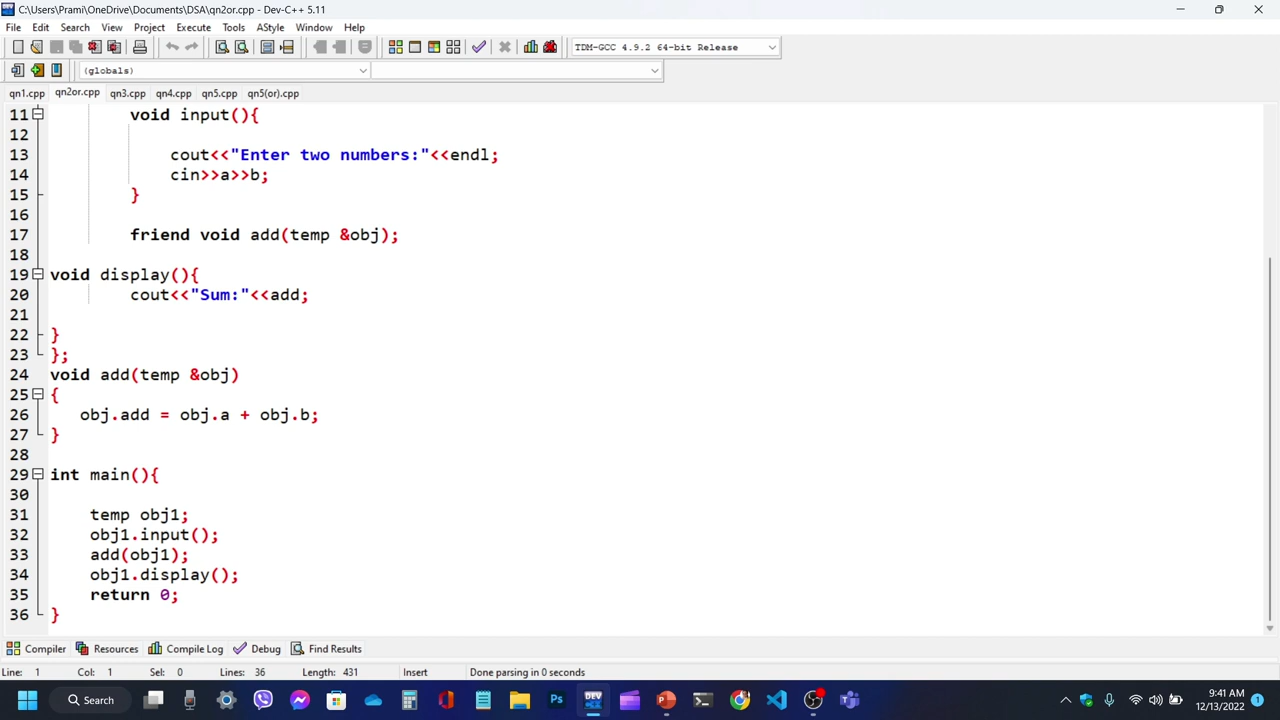 C:\Users\Prami\OneDrive\Documents\DSA\qn2or.cpp - Dev-C++ 5.11
File Edit Search View Project Execute Tools AStyle Window Help
TDM-GCC 4.9.2 64-bit Release
(globals)
qn1.cpp qn2or.cpp qn3.cpp qn4.cpp qn5.cpp qn5(or).cpp
11 void input(){
12
13 cout<<"Enter two numbers:"<<endl;
14 cin>>a>>b;
15 }
16
17 friend void add(temp &obj);
18
19 void display(){
20 cout<<"Sum:"<<add;
21
22 }
23 };
24 void add(temp &obj)
25 {
26 obj.add = obj.a + obj.b;
27 }
28
29 int main(){
30
31 temp obj1;
32 obj1.input();
33 add(obj1);
34 obj1.display();
35 return 0;
36 }
Compiler Resources Compile Log Debug Find Results
Line: 1 Col: 1 Sel: 0 Lines: 36 Length: 431 Insert Done parsing in 0 seconds
Search Ps DEV 9:41 AM
12/13/2022